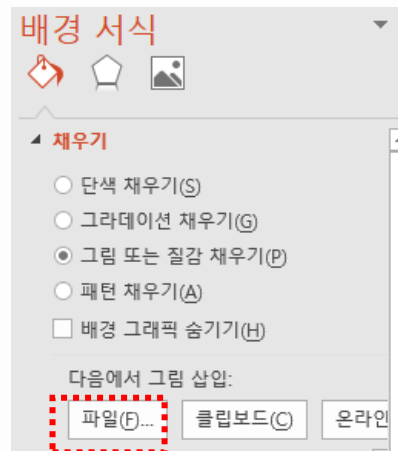 배경 서식
채우기
단색 채우기(S)
그라데이션 채우기(G)
그림 또는 질감 채우기(P)
패턴 채우기(A)
배경 그래픽 숨기기(H)
다음에서 그림 삽입:
파일(F)... 클립보드(C) 온라인